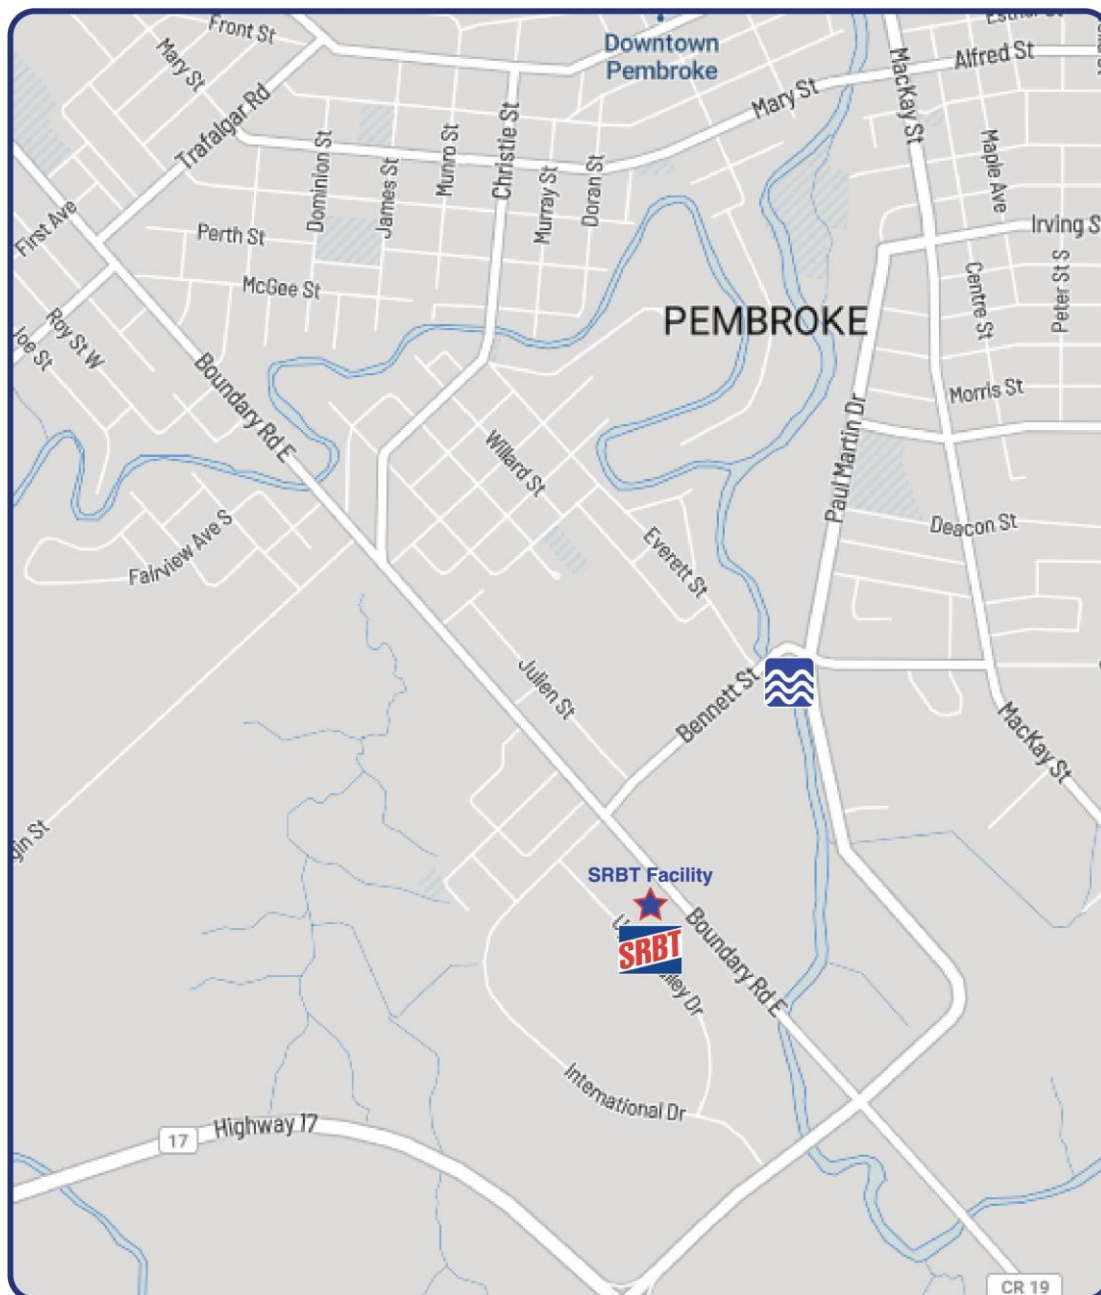 Front St
Mary St
Trafalgar Rd
Downtown
Pembroke
MacKay St
Alfred St
Mary St
Christie St
Dominion St
James St
Munro St
Murray St
Doran St
Maple Ave
First Ave
Perth St
McGee St
Irving S
Centre St
Peter St S
PEMBROKE
Joe St
Roy St W
Boundary Rd E
Morris St
Paul Martin Dr
Willard St
Deacon St
Fairview Ave S
Everett St
Julien St
Bennett St
MacKay St
gin St
SRBT Facility
SRBT
Boundary Rd E
Dr
International Dr
17
Highway 17
CR 19